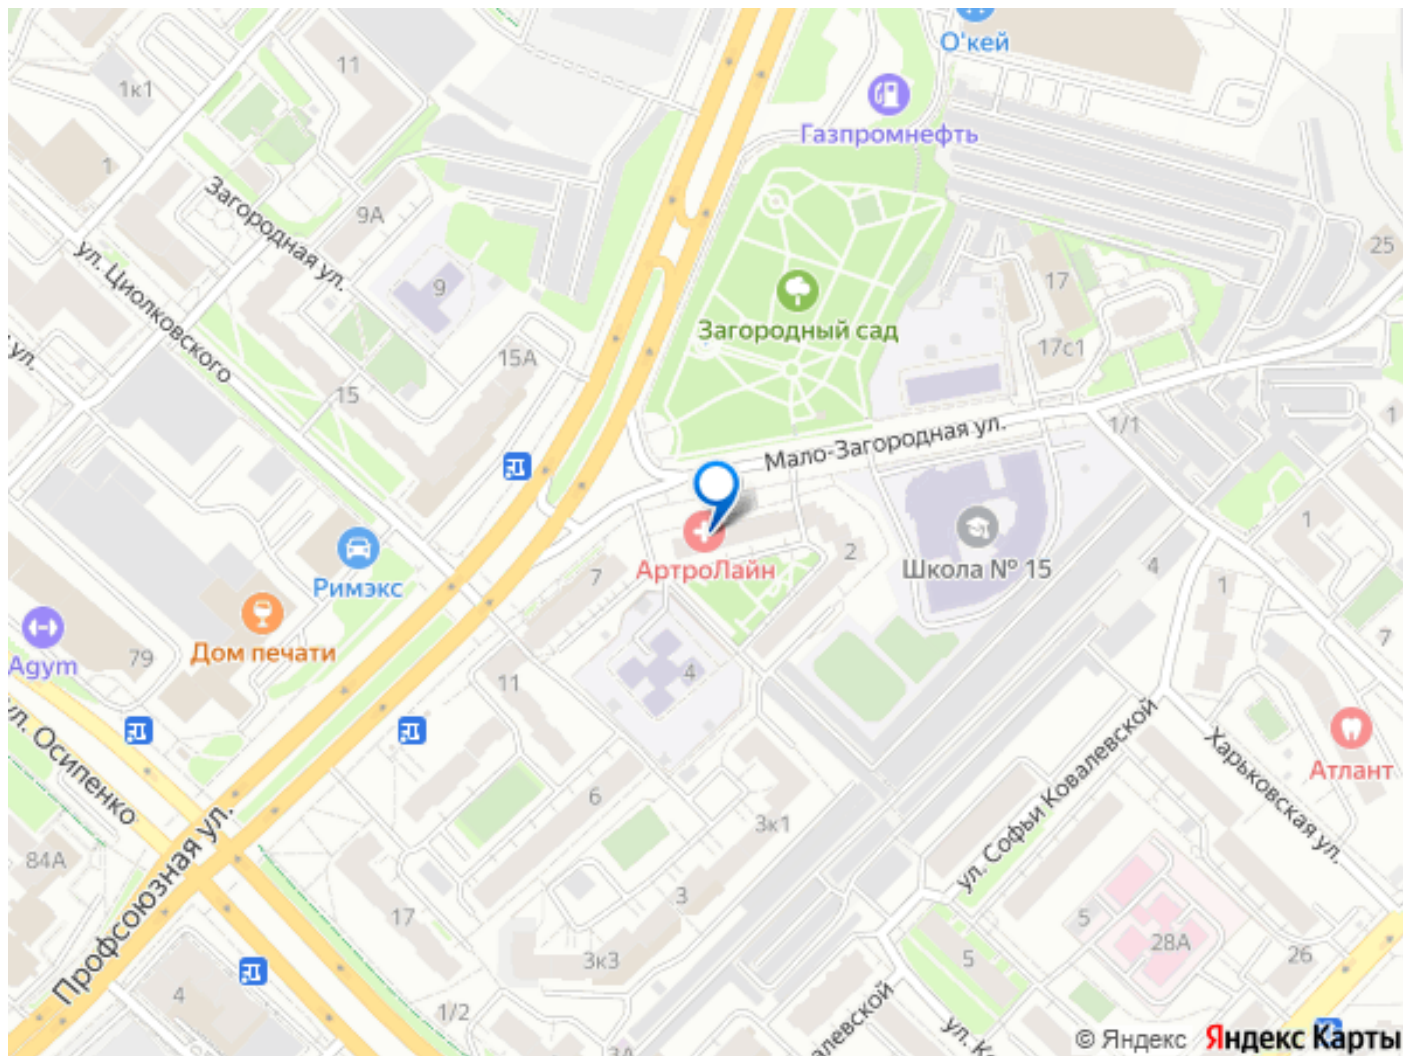 О'кей
11
1к1
Газпромнефть
1
Загородная ул.
9А
25
ул. Циолковского
17
9
Загородный сад
15А
17с1
ул.
15
1
1/1
Мало-Загородная ул.
1
2
Римэкс
7
АртроЛайн
Школа № 15
4
1
Agym
79
Дом печати
11
4
7
ул. Осипенко
Атлант
ул. Софьи Ковалевской
Харьковская ул.
6
3к1
84А
Профсоюзная ул.
17
3
5
28А
26
3к3
5
4
1/2
ул. К
© Яндекс Яндекс Карты